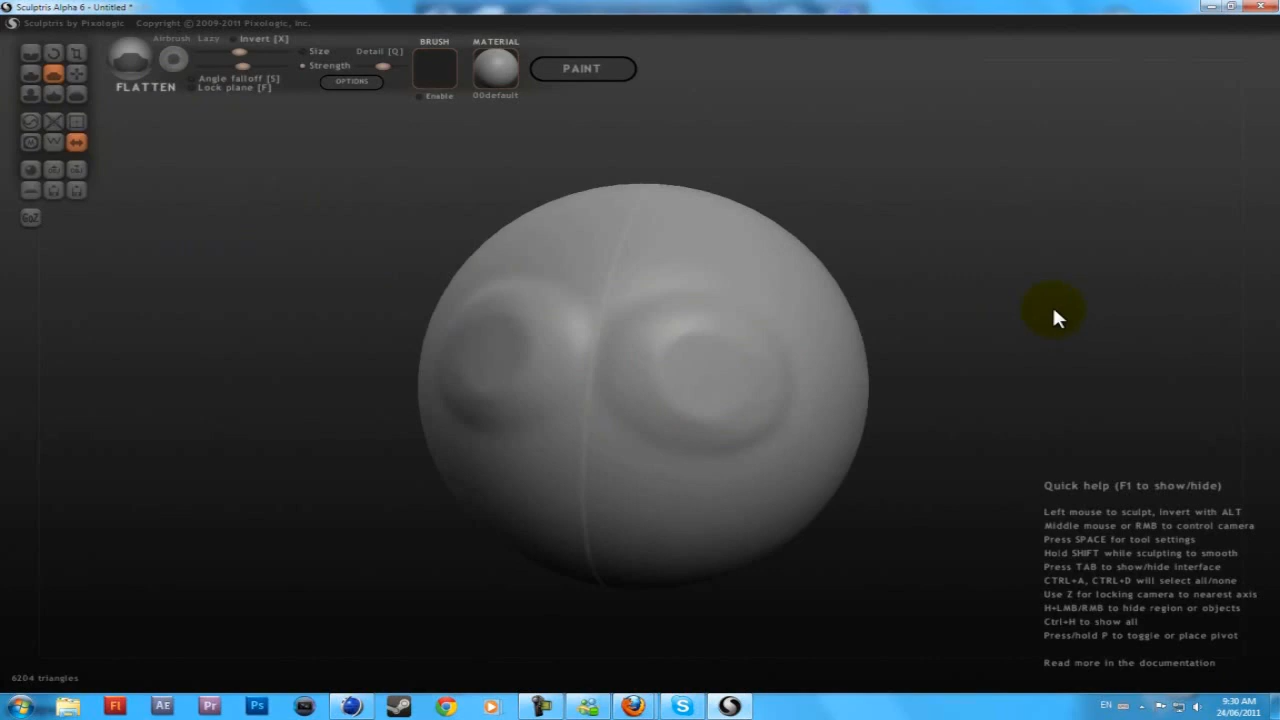 Sculptris Alpha 6 - Untitled *
Sculptris by Pixologic Copyright © 2009-2011 Pixologic, Inc.
Airbrush Lazy Invert [X]
Size Detail [Q]
Strength
Angle falloff [S]
Lock plane [F]
OPTIONS
FLATTEN
BRUSH
Enable
MATERIAL
00default
PAINT
GoZ
Quick help (F1 to show/hide)
Left mouse to sculpt, invert with ALT
Middle mouse or RMB to control camera
Press SPACE for tool settings
Hold SHIFT while sculpting to smooth
Press TAB to show/hide interface
CTRL+A, CTRL+D will select all/none
Use Z for locking camera to nearest axis
H+LMB/RMB to hide region or objects
Ctrl+H to show all
Press/hold P to toggle or place pivot
Read more in the documentation
6204 triangles
Fl
AE
Pr
Ps
EN
9:30 AM
24/06/2011